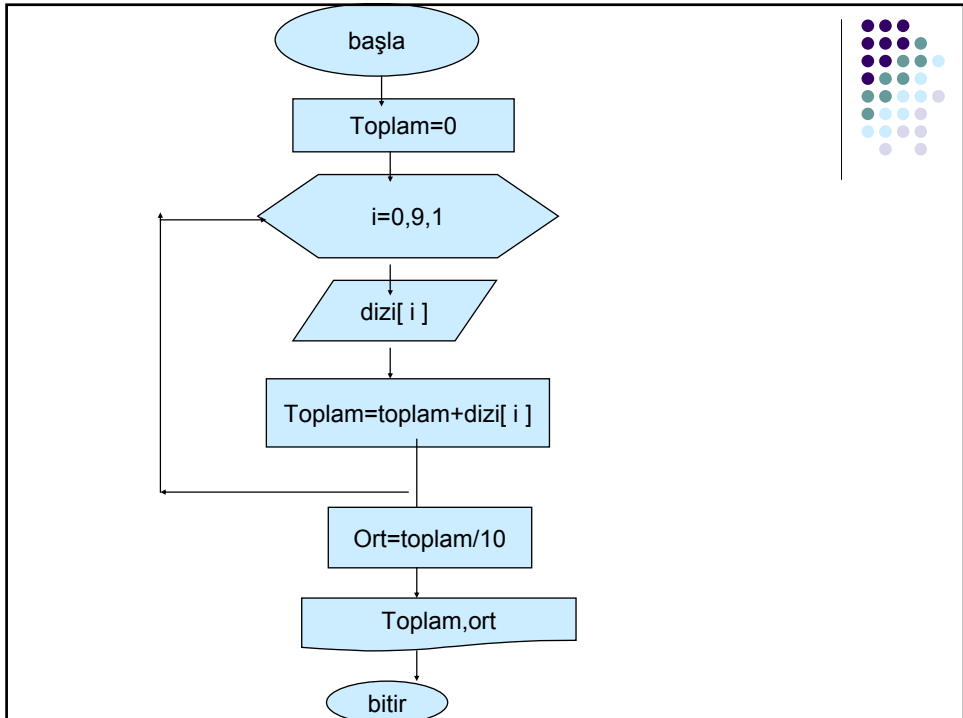 başla
Toplam=0
i=0,9,1
dizi[ i ]
Toplam=toplam+dizi[ i ]
Ort=toplam/10
Toplam,ort
bitir